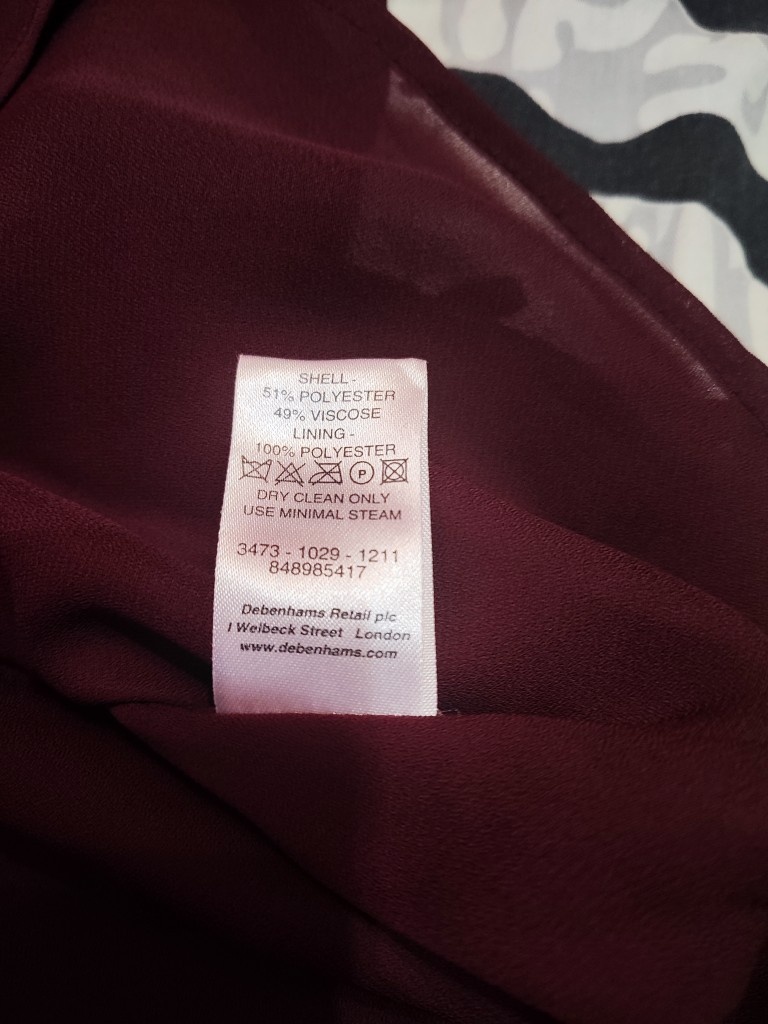 SHELL -
51% POLYESTER
49% VISCOSE
LINING -
100% POLYESTER
P
DRY CLEAN ONLY
USE MINIMAL STEAM
3473 - 1029 - 1211
848985417
Debenhams Retail plc
1 Welbeck Street London
www.debenhams.com